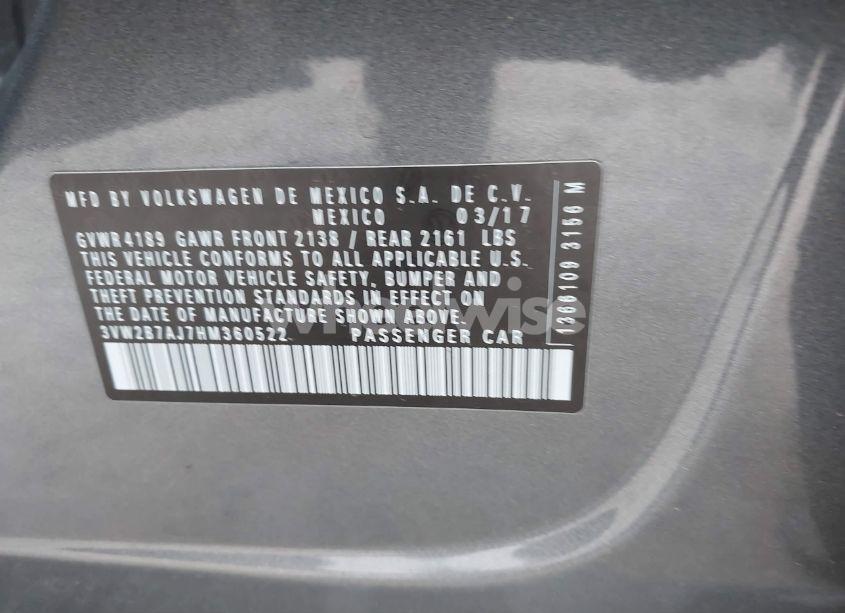 MFD BY VOLKSWAGEN DE MEXICO S.A. DE C.V.
MEXICO 03/17
GVWR 4189 GAWR FRONT 2138 / REAR 2161 LBS
THIS VEHICLE CONFORMS TO ALL APPLICABLE U.S.
FEDERAL MOTOR VEHICLE SAFETY, BUMPER AND
THEFT PREVENTION STANDARDS IN EFFECT ON
THE DATE OF MANUFACTURE SHOWN ABOVE.
3VW2B7AJ7HM360522 PASSENGER CAR
1366109 3156 M